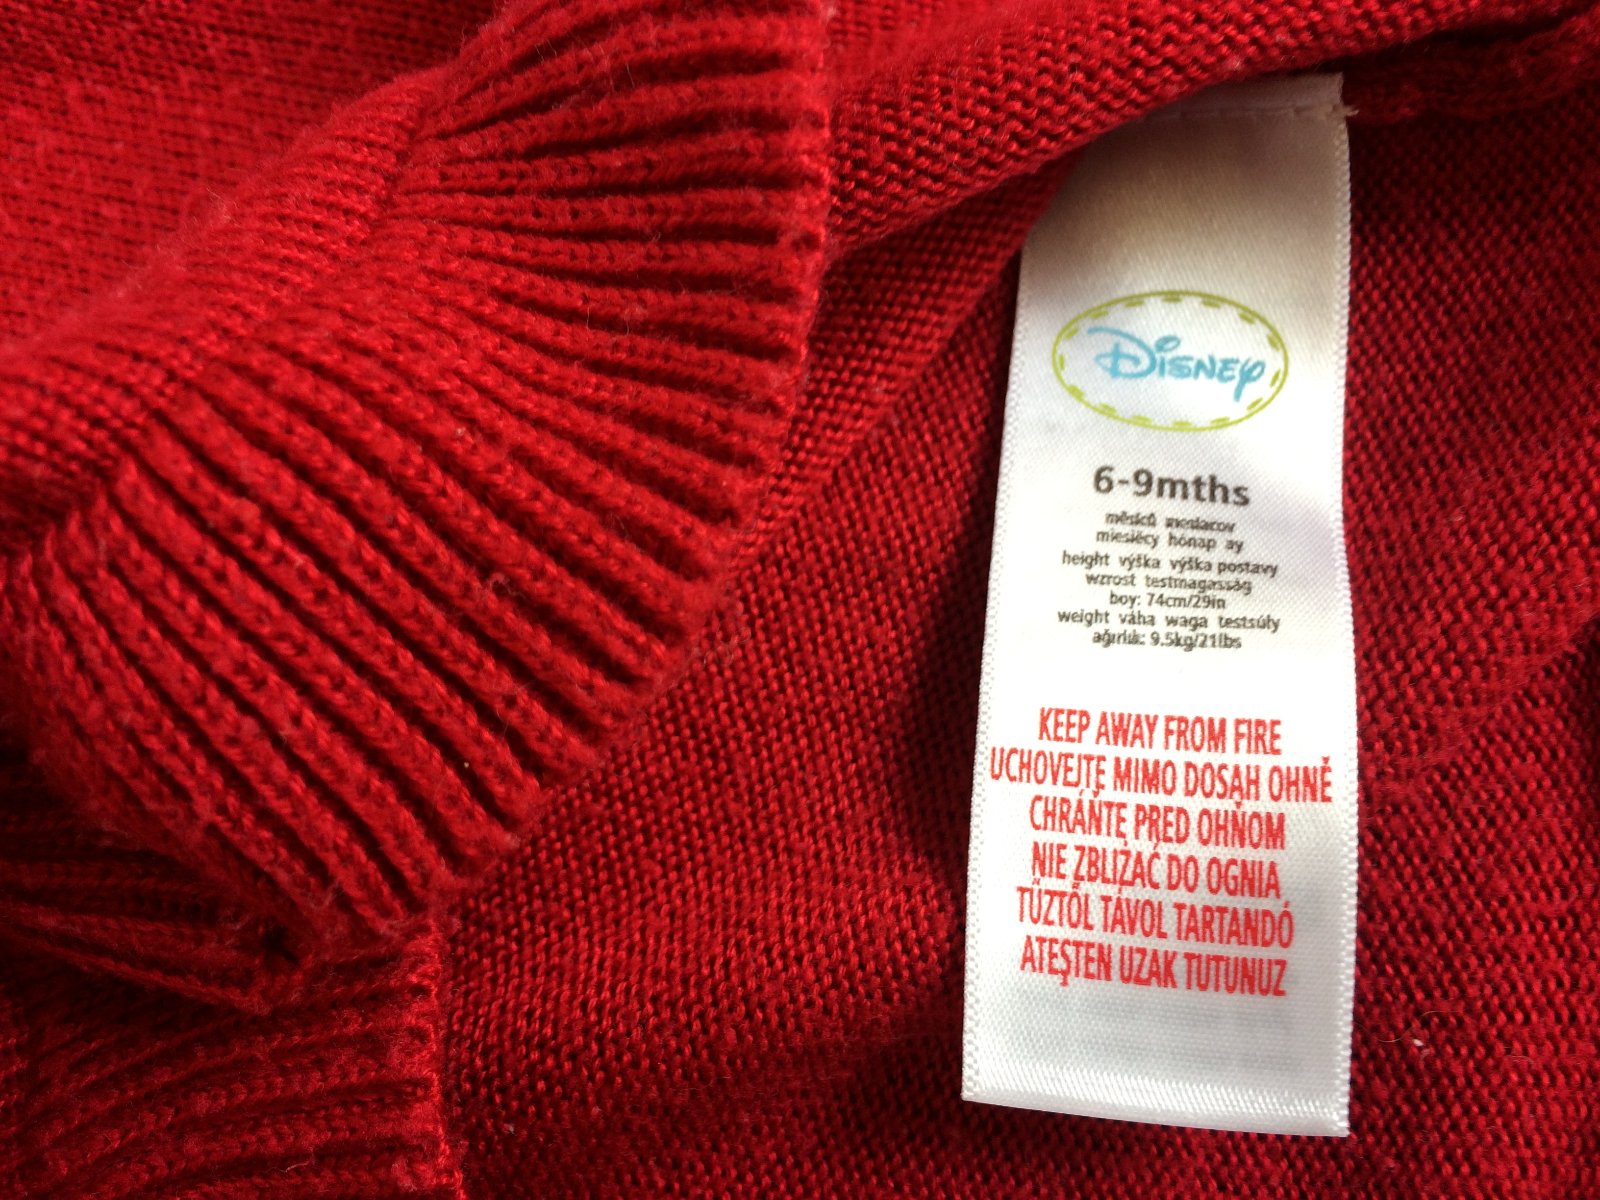 Disney
6-9mths
měsíců mesiacov
miesięcy hónap ay
height výška výška postavy
wzrost testmagasság
boy: 74cm/29in
weight váha waga testsúly
ağırlık: 9.5kg/21lbs
KEEP AWAY FROM FIRE
UCHOVEJTE MIMO DOSAH OHNĚ
CHRÁŇTE PRED OHŇOM
NIE ZBLIŻAĆ DO OGNIA
TŰZTŐL TÁVOL TARTANDÓ
ATEŞTEN UZAK TUTUNUZ